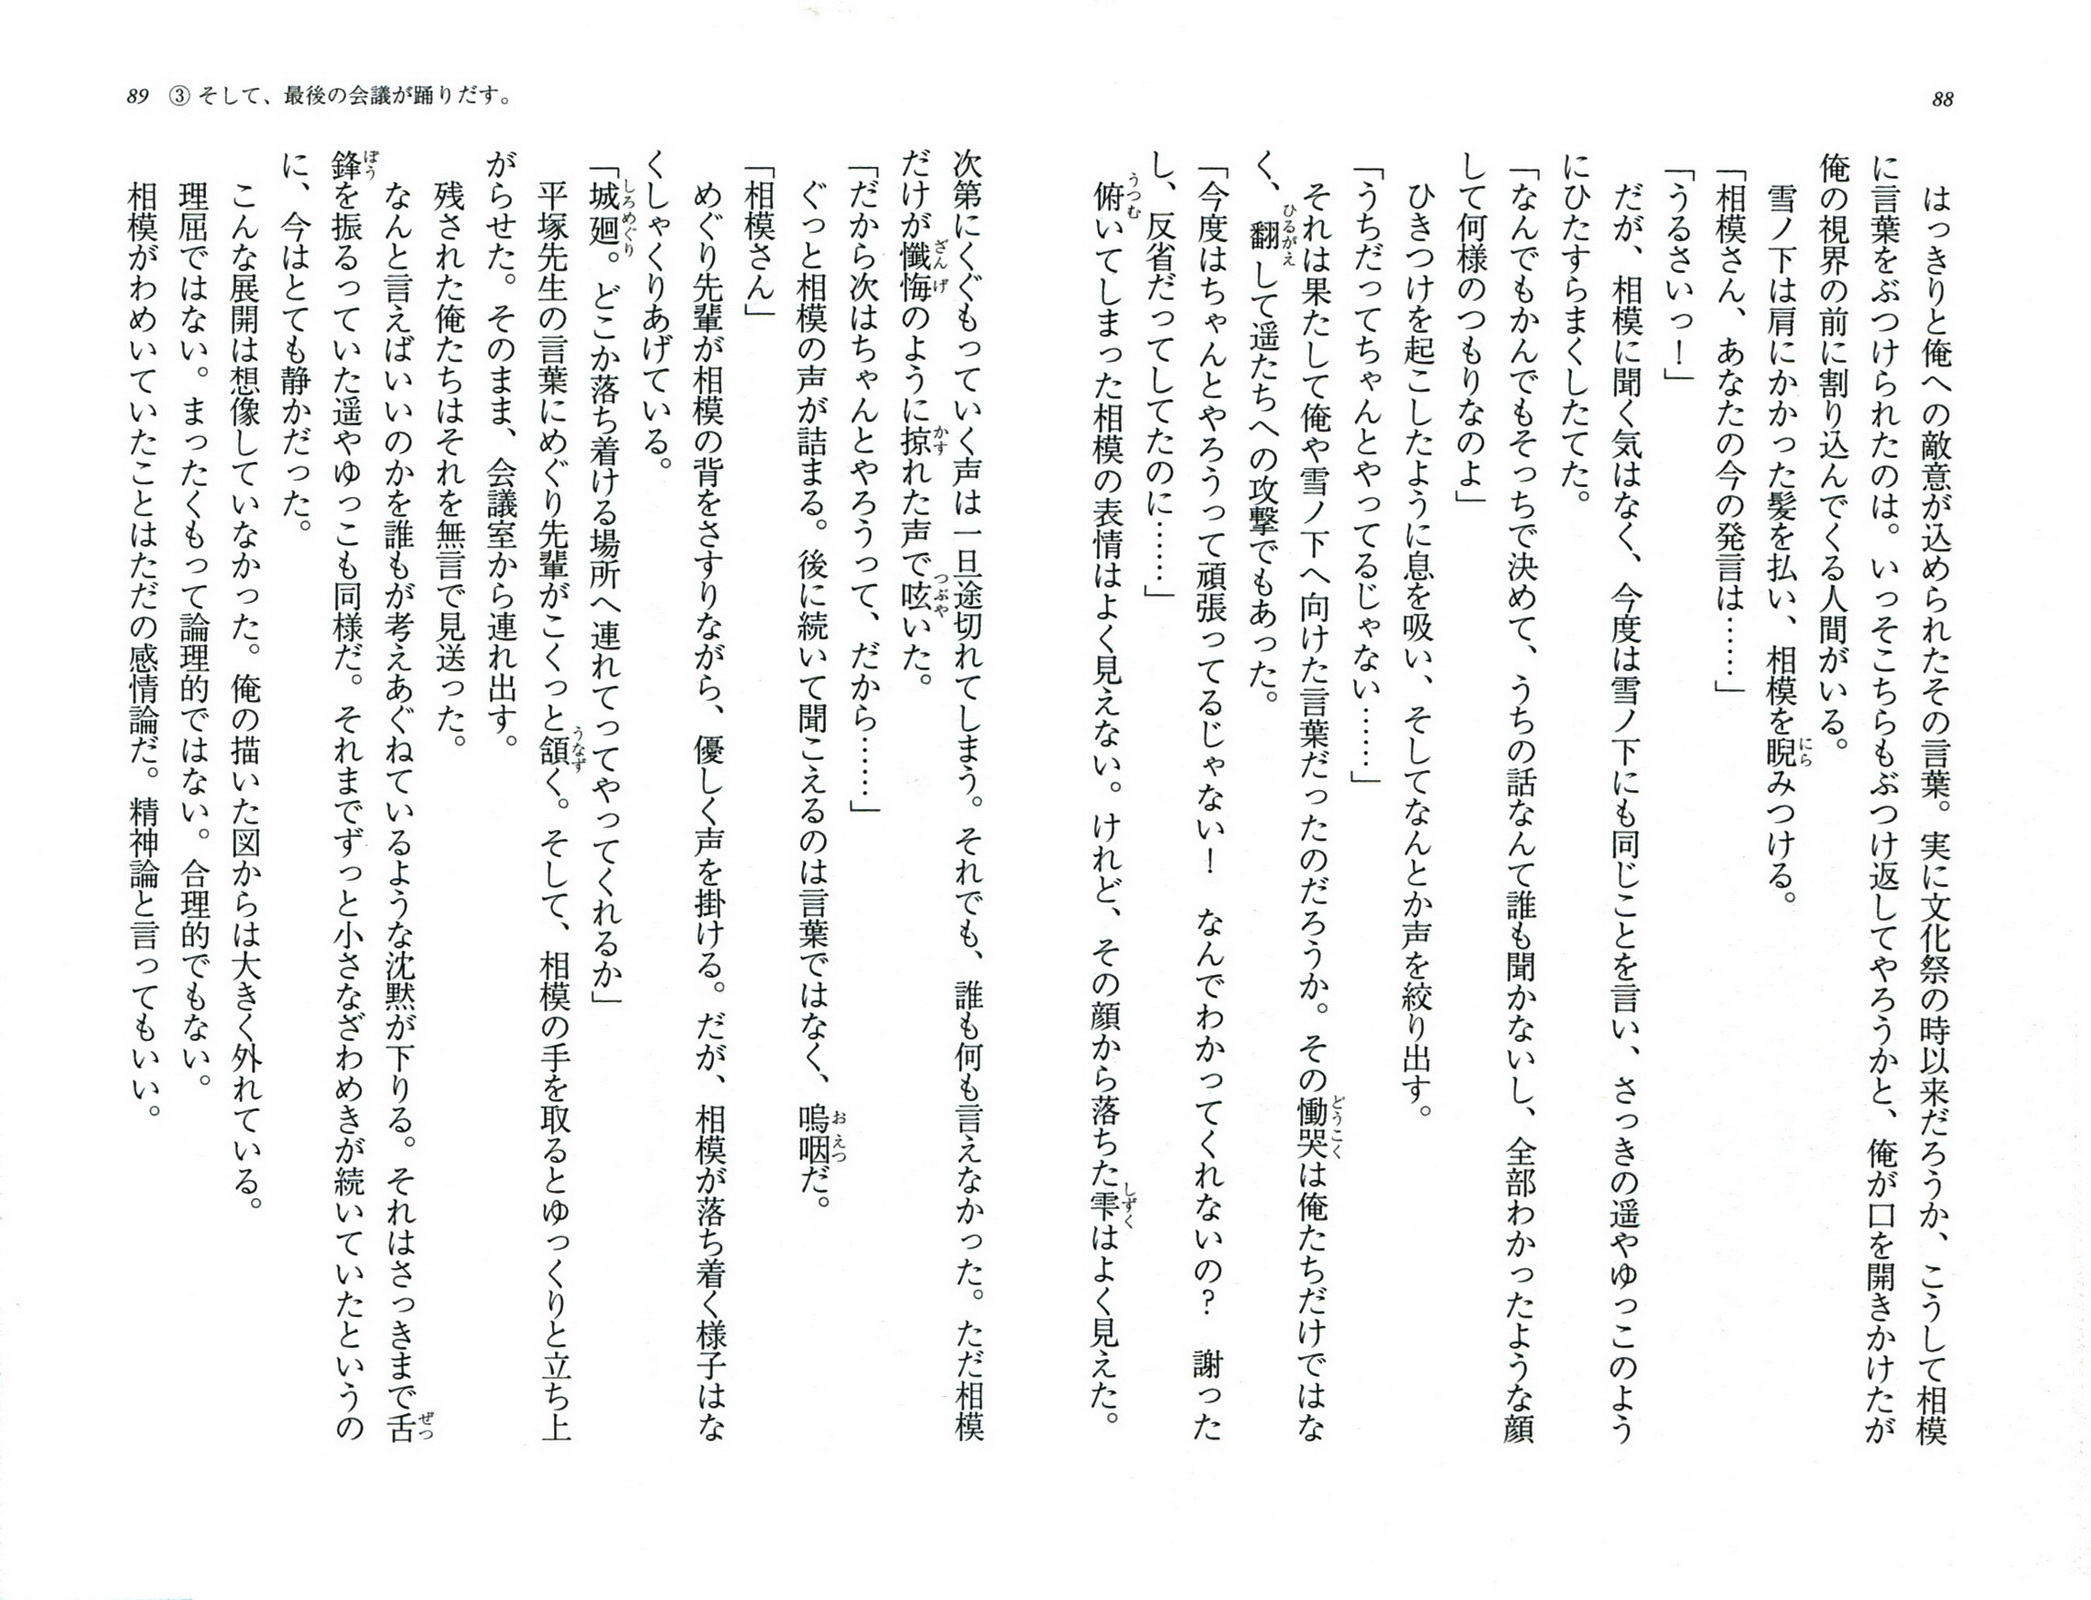 88
はっきりと俺への敵意が込められたその言葉。実に文化祭の時以来だろうか、こうして相模
に言葉をぶつけられたのは。いっそこちらもぶつけ返してやろうかと、俺が口を開きかけたが
俺の視界の前に割り込んでくる人間がいる。
雪ノ下は肩にかかった髪を払い、相模を睨みつける。
「相模さん、あなたの今の発言は……」
「うるさいっ！」
だが、相模に聞く気はなく、今度は雪ノ下にも同じことを言い、さっきの遥やゆっこのよう
にひたすらまくしたてた。
「なんでもかんでもそっちで決めて、うちの話なんて誰も聞かないし、全部わかったような顔
して何様のつもりなのよ」
ひきつけを起こしたように息を吸い、そしてなんとか声を絞り出す。
「うちだってちゃんとやってるじゃない……」
それは果たして俺や雪ノ下へ向けた言葉だったのだろうか。その慟哭は俺たちだけではな
く、翻して遥たちへの攻撃でもあった。
「今度はちゃんとやろうって頑張ってるじゃない！　なんでわかってくれないの？　謝った
し、反省だってしてたのに……」
俯いてしまった相模の表情はよく見えない。けれど、その顔から落ちた雫はよく見えた。
89 ③ そして、最後の会議が踊りだす。
次第にくぐもっていく声は一旦途切れてしまう。それでも、誰も何も言えなかった。ただ相模
だけが懺悔のように掠れた声で呟いた。
「だから次はちゃんとやろうって、だから……」
ぐっと相模の声が詰まる。後に続いて聞こえるのは言葉ではなく、嗚咽だ。
「相模さん」
めぐり先輩が相模の背をさすりながら、優しく声を掛ける。だが、相模が落ち着く様子はな
くしゃくりあげている。
「城廻。どこか落ち着ける場所へ連れてってやってくれるか」
平塚先生の言葉にめぐり先輩がこくっと頷く。そして、相模の手を取るとゆっくりと立ち上
がらせた。そのまま、会議室から連れ出す。
残された俺たちはそれを無言で見送った。
なんと言えばいいのかを誰もが考えあぐねているような沈黙が下りる。それはさっきまで舌
鋒を振るっていた遥やゆっこも同様だ。それまでずっと小さなざわめきが続いていたというの
に、今はとても静かだった。
こんな展開は想像していなかった。俺の描いた図からは大きく外れている。
理屈ではない。まったくもって論理的ではない。合理的でもない。
相模がわめいていたことはただの感情論だ。精神論と言ってもいい。